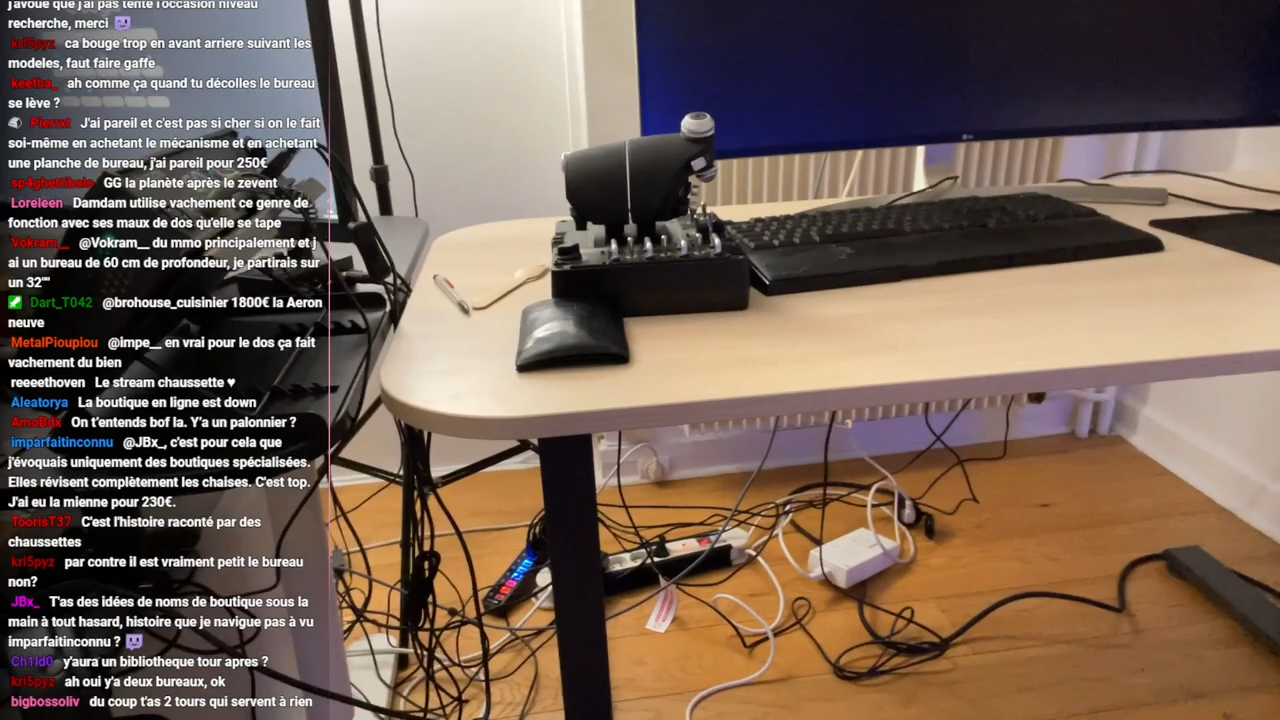 j'avoue que j'ai pas tenté l'occasion niveau
recherche, merci
kri5pyz ca bouge trop en avant arriere suivant les
modeles, faut faire gaffe
keetha_ ah comme ça quand tu décolles le bureau
se lève ?
Pierrxt J'ai pareil et c'est pas si cher si on le fait
soi-même en achetant le mécanisme et en achetant
une planche de bureau, j'ai pareil pour 250€
sp4ghettibolo GG la planète après le zevent
Loreleen Damdam utilise vachement ce genre de
fonction avec ses maux de dos qu'elle se tape
Vokram__ @Vokram__ du mmo principalement et j
ai un bureau de 60 cm de profondeur, je partirais sur
un 32""
Dart_T042 @brohouse_cuisinier 1800€ la Aeron
neuve
MetalPioupiou @impe__ en vrai pour le dos ça fait
vachement du bien
reeeethoven Le stream chaussette ♥
Aleatorya La boutique en ligne est down
AmoBdx On t'entends bof la. Y'a un palonnier ?
imparfaitinconnu @JBx_, c'est pour cela que
j'évoquais uniquement des boutiques spécialisées.
Elles révisent complètement les chaises. C'est top.
J'ai eu la mienne pour 230€.
ToorisT37 C'est l'histoire raconté par des
chaussettes
kri5pyz par contre il est vraiment petit le bureau
non?
JBx_ T'as des idées de noms de boutique sous la
main à tout hasard, histoire que je navigue pas à vu
imparfaitinconnu ?
Ch1ld0 y'aura un bibliotheque tour apres ?
kri5pyz ah oui y'a deux bureaux, ok
bigbossoliv du coup t'as 2 tours qui servent à rien